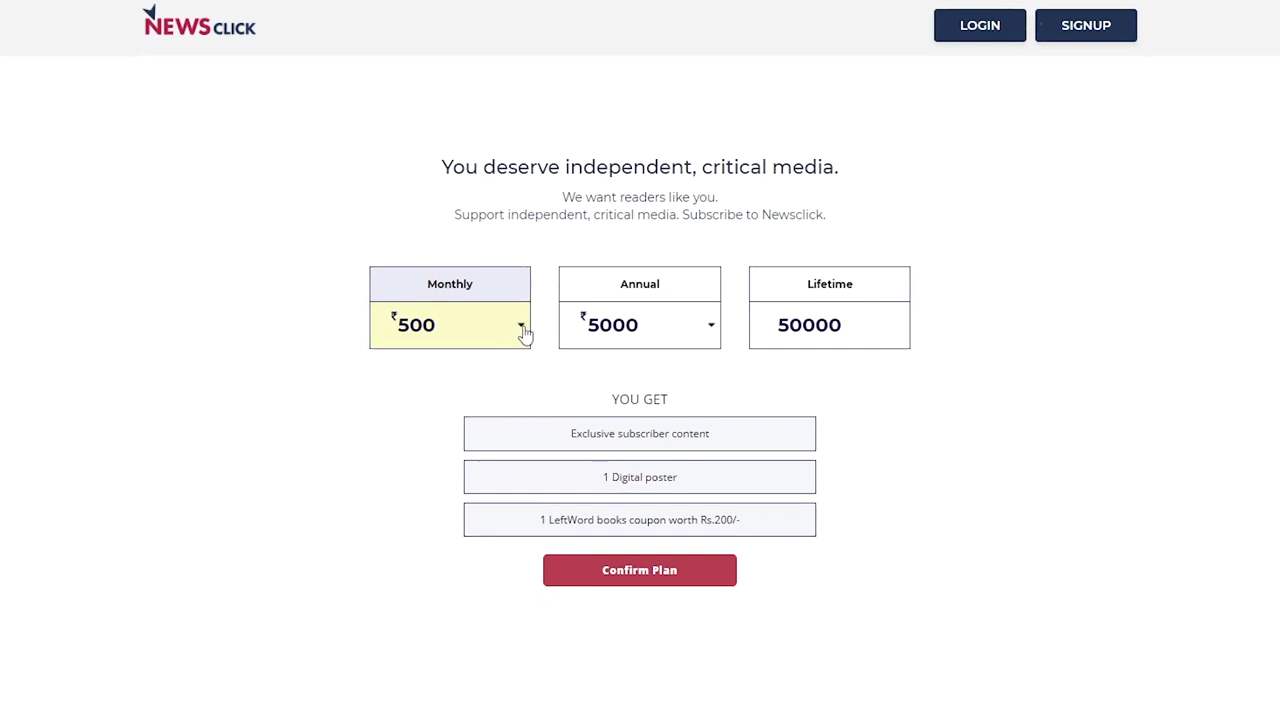 NEWSCLICK
LOGIN
SIGNUP
You deserve independent, critical media.
We want readers like you.
Support independent, critical media. Subscribe to Newsclick.
Monthly
Annual
Lifetime
₹500
₹5000
50000
YOU GET
Exclusive subscriber content
1 Digital poster
1 LeftWord books coupon worth Rs.200/-
Confirm Plan